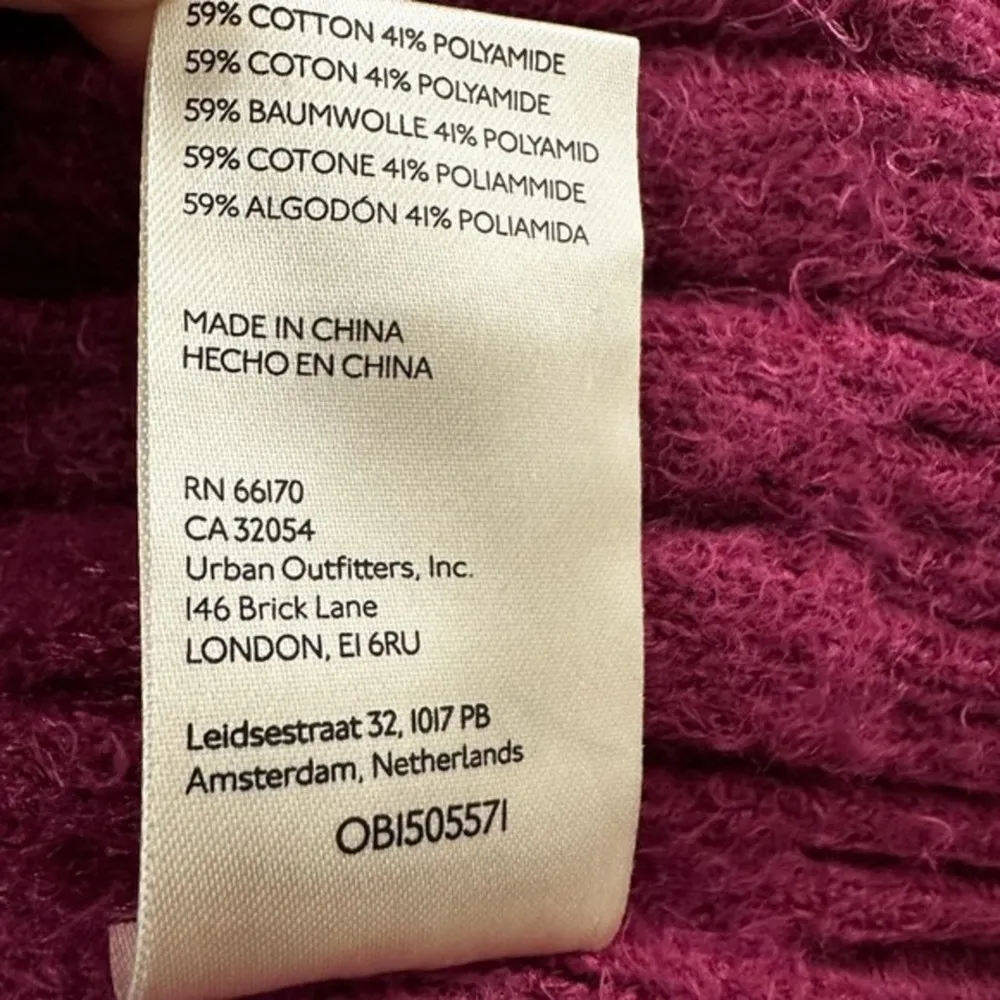 59% COTTON 41% POLYAMIDE
59% COTON 41% POLYAMIDE
59% BAUMWOLLE 41% POLYAMID
59% COTONE 41% POLIAMMIDE
59% ALGODÓN 41% POLIAMIDA
MADE IN CHINA
HECHO EN CHINA
RN 66170
CA 32054
Urban Outfitters, Inc.
146 Brick Lane
LONDON, E1 6RU
Leidsestraat 32, 1017 PB
Amsterdam, Netherlands
OB1505571